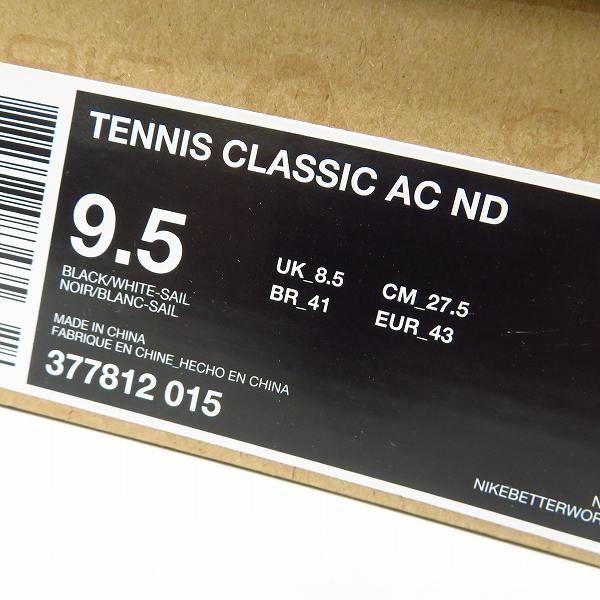 TENNIS CLASSIC AC ND
9.5
BLACK/WHITE-SAIL
NOIR/BLANC-SAIL
UK_8.5
CM_27.5
BR_41
EUR_43
MADE IN CHINA
FABRIQUE EN CHINE_HECHO EN CHINA
377812 015
N
NIKEBETTERWOR